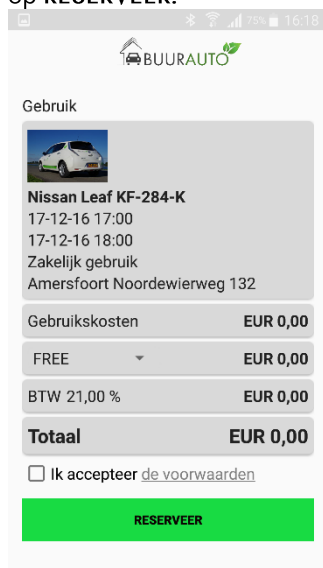 op RESERVEER.
75% 16:18
BUURAUTO
Gebruik
Nissan Leaf KF-284-K
17-12-16 17:00
17-12-16 18:00
Zakelijk gebruik
Amersfoort Noordewierweg 132
Gebruikskosten EUR 0,00
FREE EUR 0,00
BTW 21,00 % EUR 0,00
Totaal EUR 0,00
Ik accepteer de voorwaarden
RESERVEER